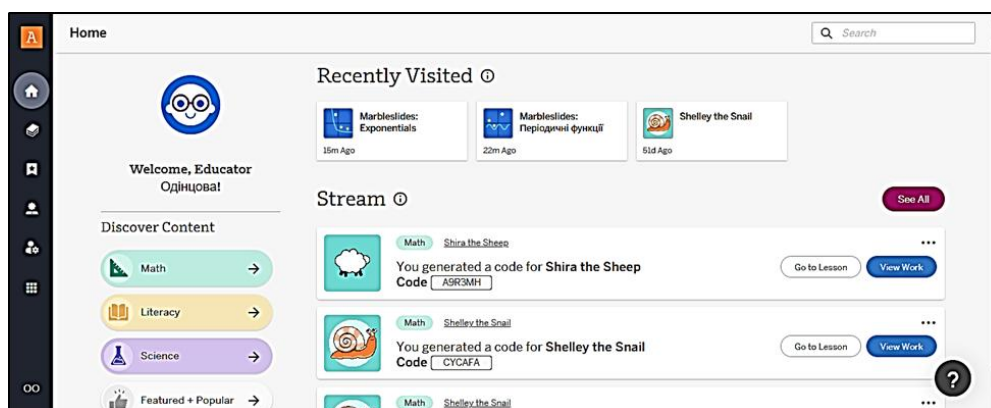 A
Home
Search
Welcome, Educator
Одінцова!
Discover Content
Math
Literacy
Science
Featured + Popular
Recently Visited
Marbleslides:
Exponentials
15m Ago
Marbleslides:
Періодичні функції
22m Ago
Shelley the Snail
51d Ago
Stream
See All
Math Shira the Sheep
You generated a code for Shira the Sheep
Code A9R3MH
Go to Lesson
View Work
Math Shelley the Snail
You generated a code for Shelley the Snail
Code CYCAFA
Go to Lesson
View Work
Math Shelley the Snail
?